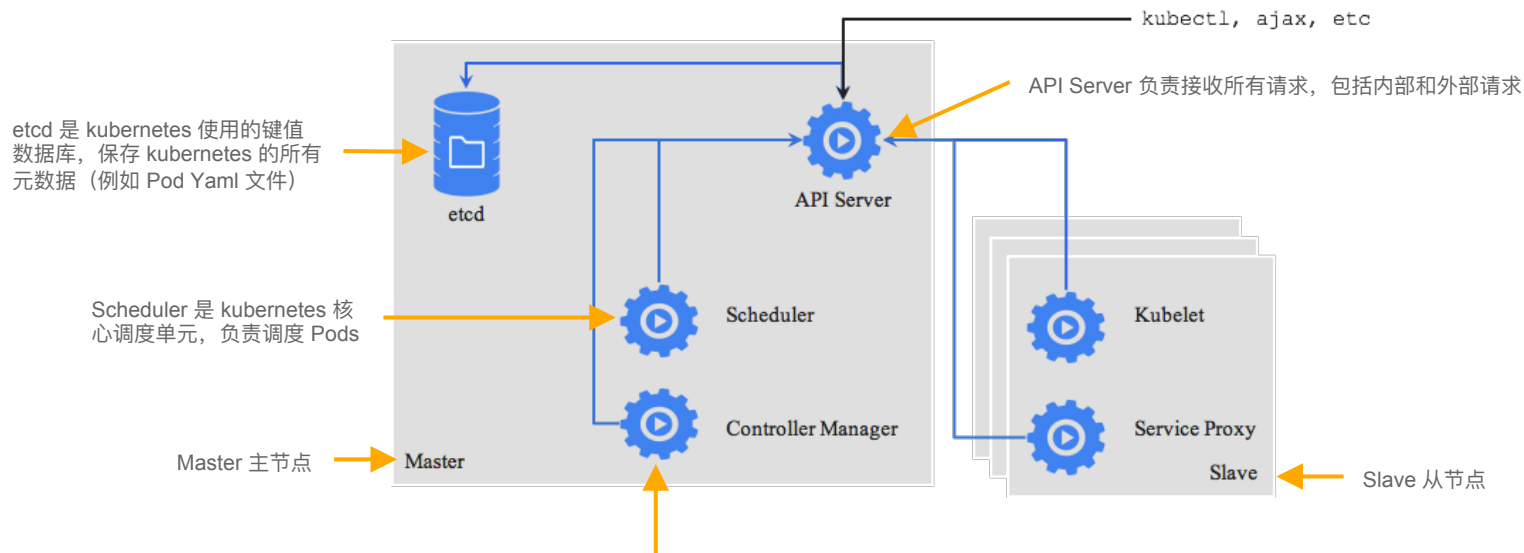 kubectl, ajax, etc
API Server 负责接收所有请求，包括内部和外部请求
etcd 是 kubernetes 使用的键值
数据库，保存 kubernetes 的所有
元数据（例如 Pod Yaml 文件）
etcd
API Server
Scheduler 是 kubernetes 核
心调度单元，负责调度 Pods
Scheduler
Kubelet
Controller Manager
Service Proxy
Master 主节点
Master
Slave
Slave 从节点